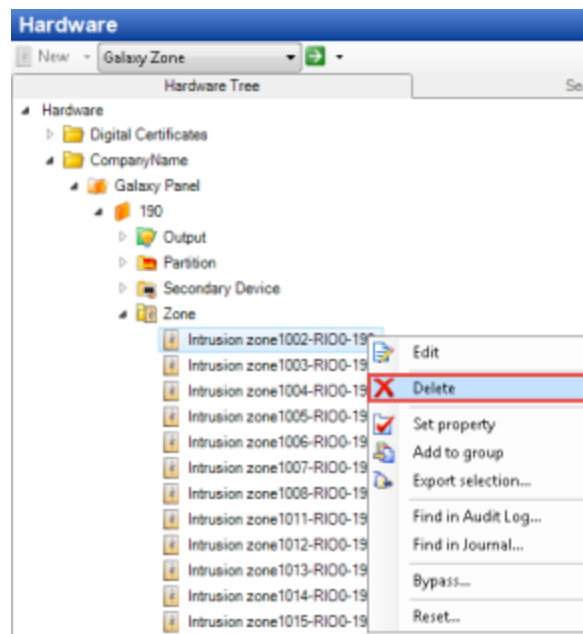 Hardware
New
Galaxy Zone
Hardware Tree
Se
Hardware
Digital Certificates
CompanyName
Galaxy Panel
190
Output
Partition
Secondary Device
Zone
Intrusion zone1002-RIO0-190
Edit
Intrusion zone1003-RIO0-19
Delete
Intrusion zone1004-RIO0-19
Intrusion zone1005-RIO0-19
Set property
Intrusion zone1006-RIO0-19
Add to group
Intrusion zone1007-RIO0-19
Export selection...
Intrusion zone1008-RIO0-19
Intrusion zone1011-RIO0-19
Find in Audit Log...
Intrusion zone1012-RIO0-19
Find in Journal...
Intrusion zone1013-RIO0-19
Bypass...
Intrusion zone1014-RIO0-19
Intrusion zone1015-RIO0-19
Reset...